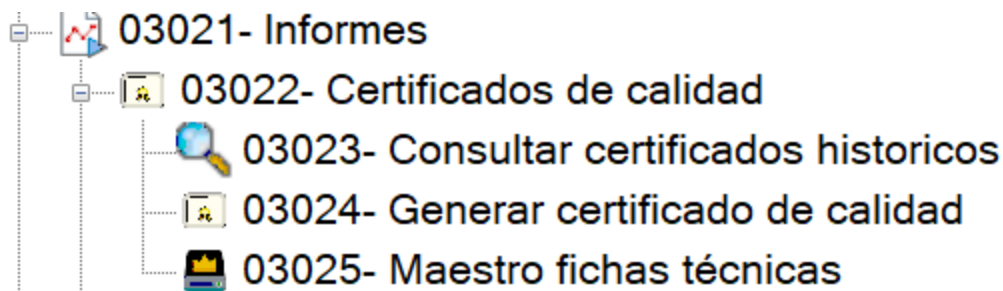 03021- Informes
03022- Certificados de calidad
03023- Consultar certificados historicos
03024- Generar certificado de calidad
03025- Maestro fichas técnicas